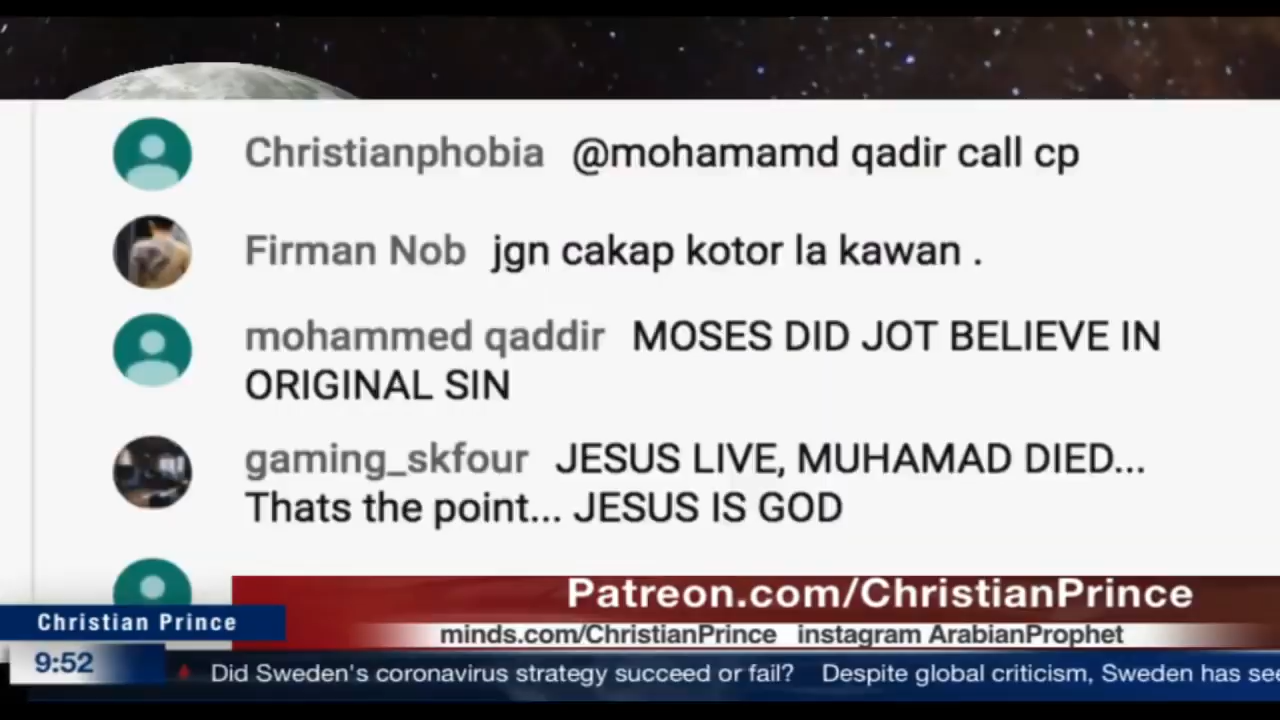 Christianphobia @mohamamd qadir call cp
Firman Nob jgn cakap kotor la kawan .
mohammed qaddir MOSES DID JOT BELIEVE IN
ORIGINAL SIN
gaming_skfour JESUS LIVE, MUHAMAD DIED...
Thats the point... JESUS IS GOD
Patreon.com/ChristianPrince
Christian Prince
minds.com/ChristianPrince instagram ArabianProphet
9:52
Did Sweden's coronavirus strategy succeed or fail? Despite global criticism, Sweden has see